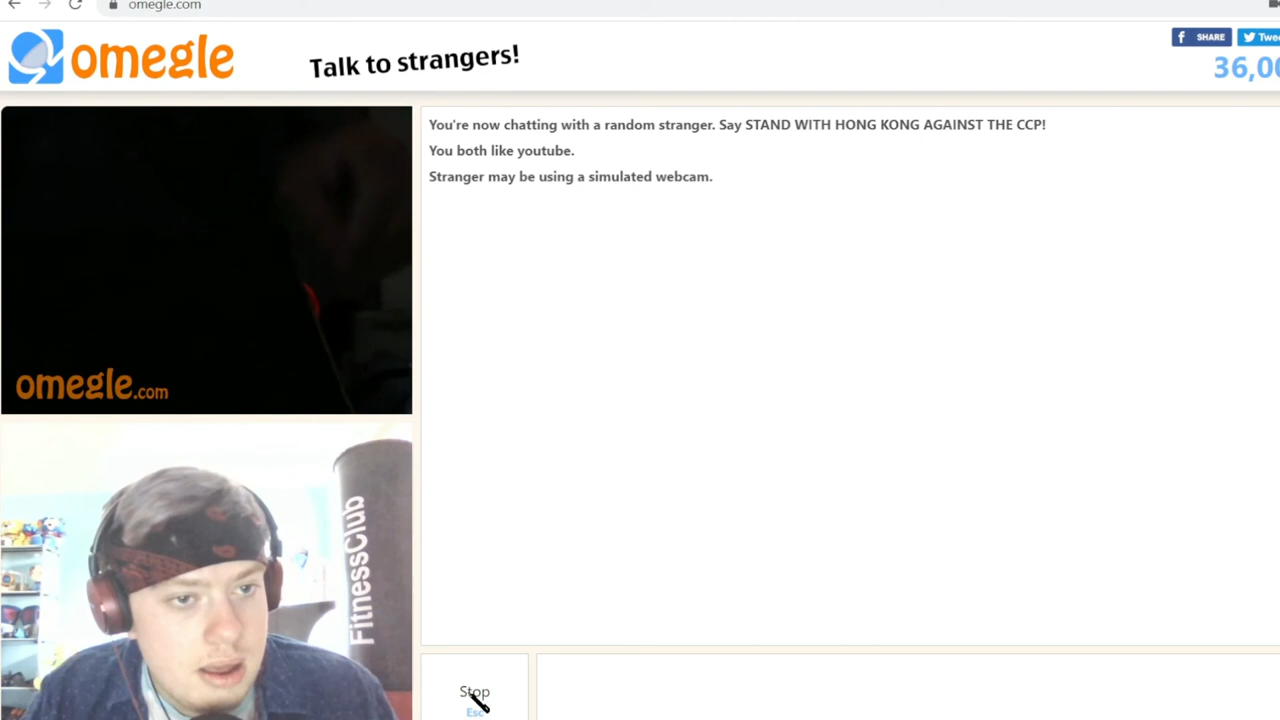 omegle.com
omegle
Talk to strangers!
SHARE
36,00
You're now chatting with a random stranger. Say STAND WITH HONG KONG AGAINST THE CCP!
You both like youtube.
Stranger may be using a simulated webcam.
omegle.com
FitnessClub
Stop
Esc